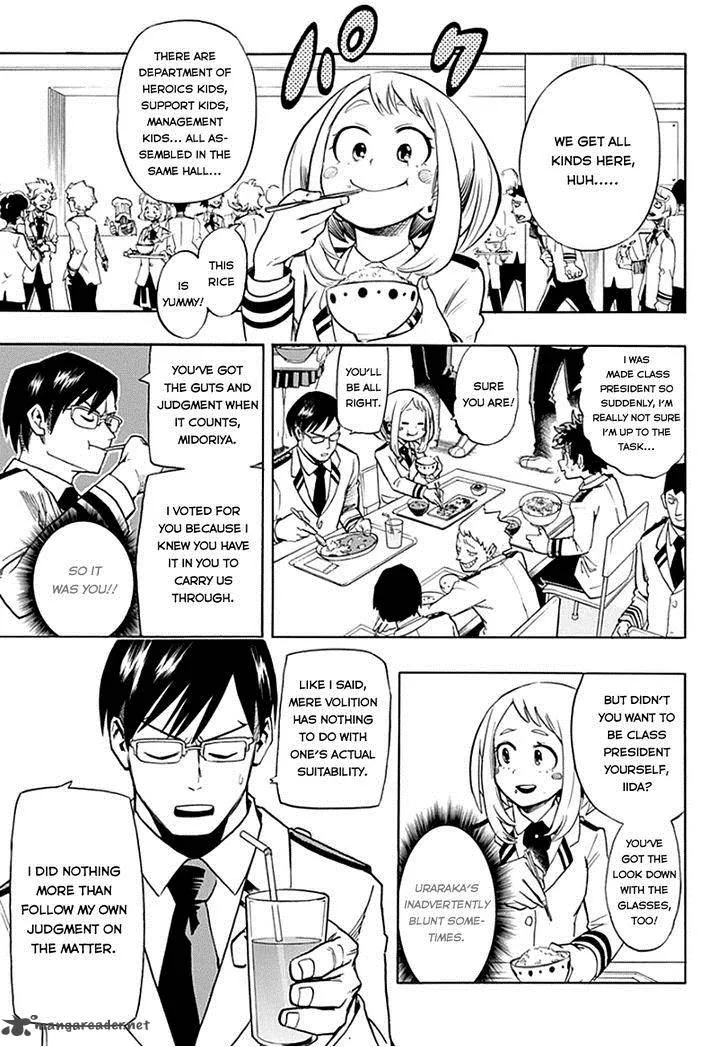 WE GET ALL
KINDS HERE,
HUH.....
パク
THERE ARE
DEPARTMENT OF
HEROICS KIDS,
SUPPORT KIDS,
MANAGEMENT
KIDS... ALL AS-
SEMBLED IN THE
SAME HALL...
THIS
RICE
IS
YUMMY!
I WAS
MADE CLASS
PRESIDENT SO
SUDDENLY, I'M
REALLY NOT SURE
I'M UP TO THE
TASK...
SURE
YOU ARE!
YOU'LL
BE ALL
RIGHT.
YOU'VE GOT
THE GUTS AND
JUDGMENT WHEN
IT COUNTS,
MIDORIYA.
I VOTED FOR
YOU BECAUSE I
KNEW YOU HAVE
IT IN YOU TO
CARRY US
THROUGH.
SO IT
WAS YOU!!
BUT DIDN'T
YOU WANT TO
BE CLASS
PRESIDENT
YOURSELF,
IIDA?
YOU'VE
GOT THE
LOOK DOWN
WITH THE
GLASSES,
TOO!
URARAKA'S
INADVERTENTLY
BLUNT SOME-
TIMES.
LIKE I SAID,
MERE VOLITION
HAS NOTHING
TO DO WITH
ONE'S ACTUAL
SUITABILITY.
I DID NOTHING
MORE THAN
FOLLOW MY OWN
JUDGMENT ON
THE MATTER.
mangareader.net